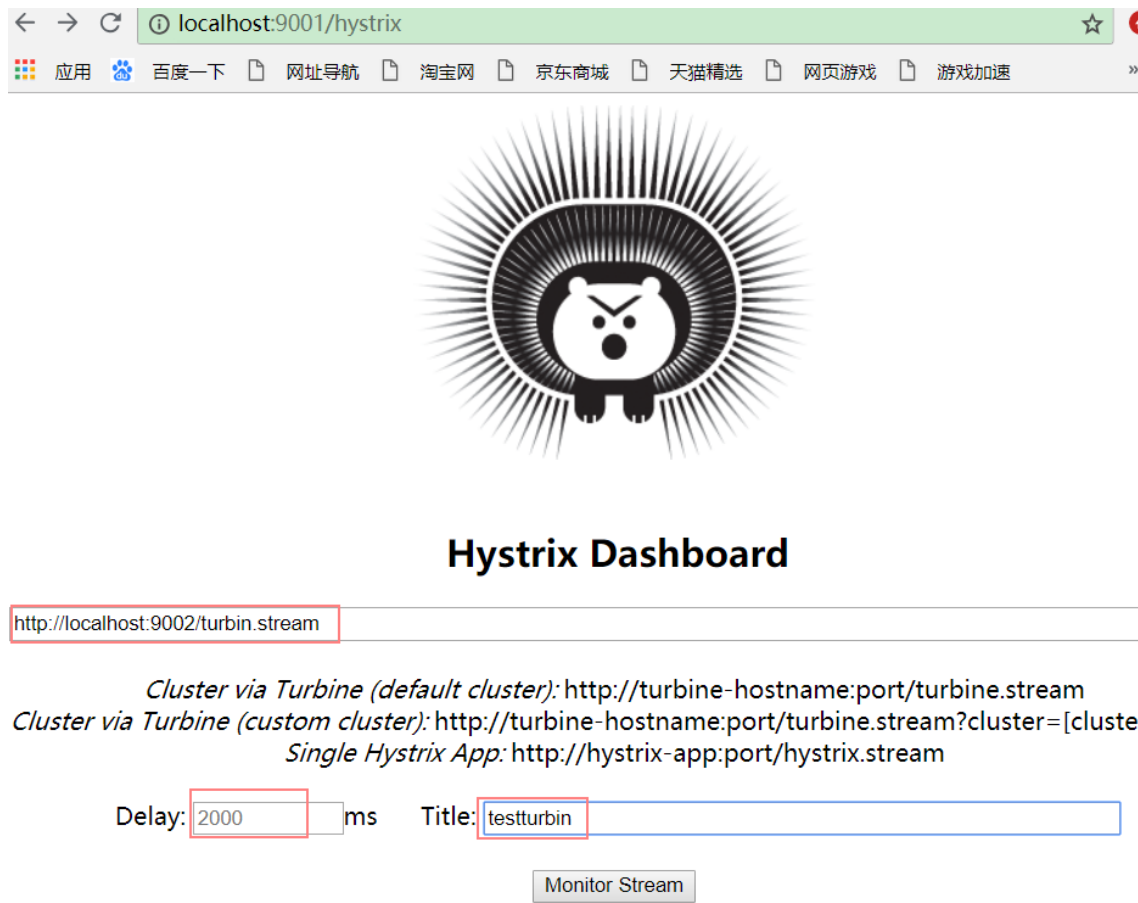 localhost:9001/hystrix
应用 百度一下 网址导航 淘宝网 京东商城 天猫精选 网页游戏 游戏加速 »
Hystrix Dashboard
http://localhost:9002/turbin.stream
Cluster via Turbine (default cluster): http://turbine-hostname:port/turbine.stream
Cluster via Turbine (custom cluster): http://turbine-hostname:port/turbine.stream?cluster=[cluste
Single Hystrix App: http://hystrix-app:port/hystrix.stream
Delay: 2000 ms Title: testturbin
Monitor Stream